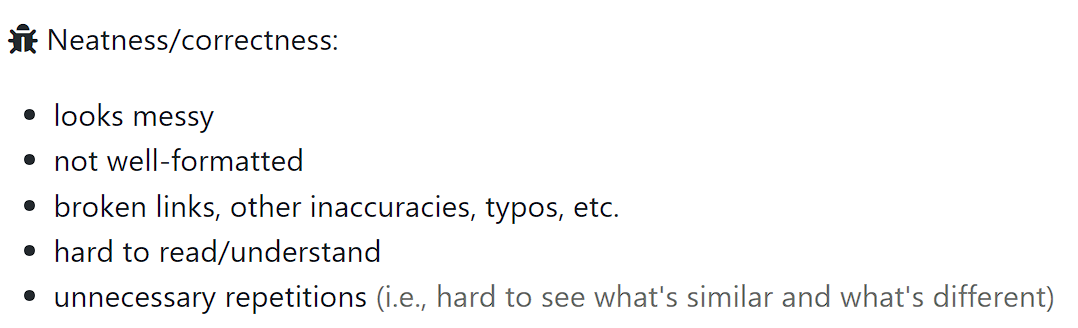 Neatness/correctness:
looks messy
not well-formatted
broken links, other inaccuracies, typos, etc.
hard to read/understand
unnecessary repetitions (i.e., hard to see what's similar and what's different)